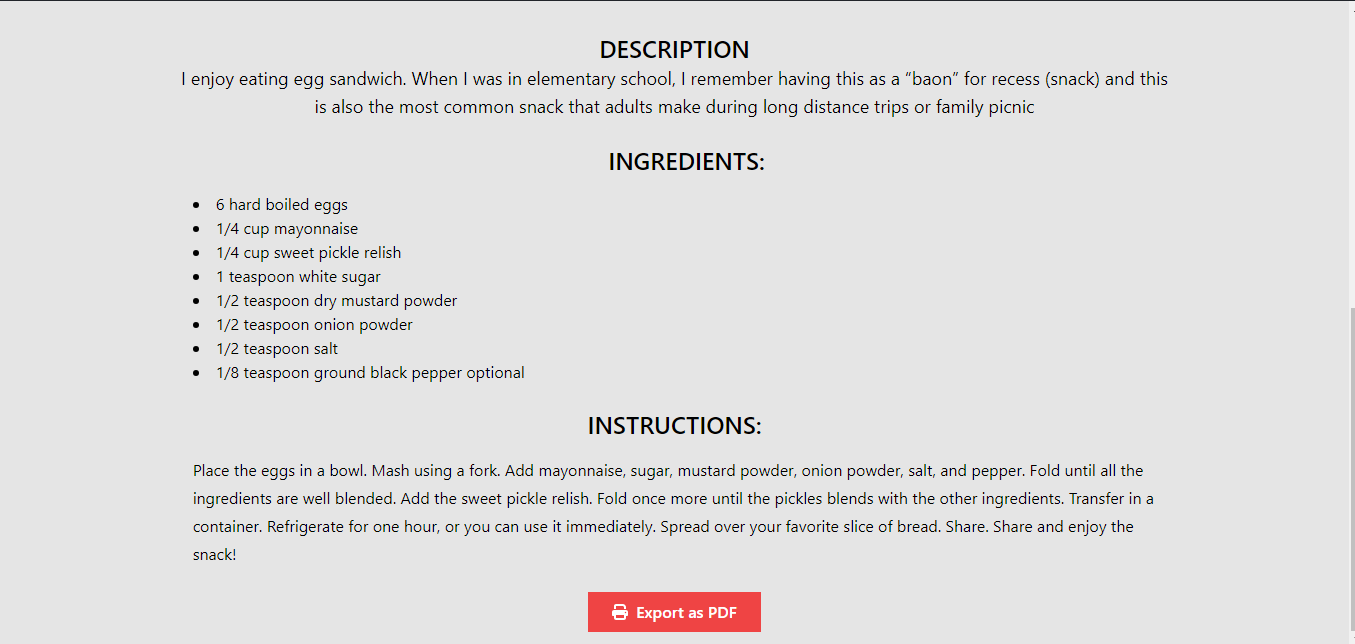 DESCRIPTION
I enjoy eating egg sandwich. When I was in elementary school, I remember having this as a “baon” for recess (snack) and this
is also the most common snack that adults make during long distance trips or family picnic
INGREDIENTS:
6 hard boiled eggs
1/4 cup mayonnaise
1/4 cup sweet pickle relish
1 teaspoon white sugar
1/2 teaspoon dry mustard powder
1/2 teaspoon onion powder
1/2 teaspoon salt
1/8 teaspoon ground black pepper optional
INSTRUCTIONS:
Place the eggs in a bowl. Mash using a fork. Add mayonnaise, sugar, mustard powder, onion powder, salt, and pepper. Fold until all the
ingredients are well blended. Add the sweet pickle relish. Fold once more until the pickles blends with the other ingredients. Transfer in a
container. Refrigerate for one hour, or you can use it immediately. Spread over your favorite slice of bread. Share. Share and enjoy the
snack!
Export as PDF